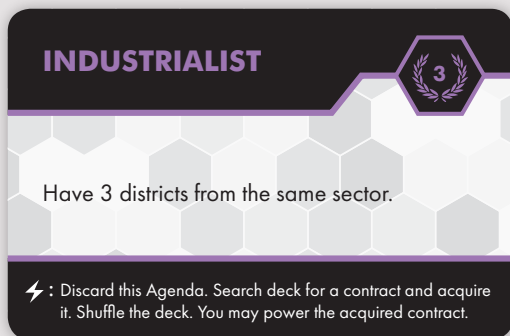 INDUSTRIALIST
3
Have 3 districts from the same sector.
: Discard this Agenda. Search deck for a contract and acquire
it. Shuffle the deck. You may power the acquired contract.